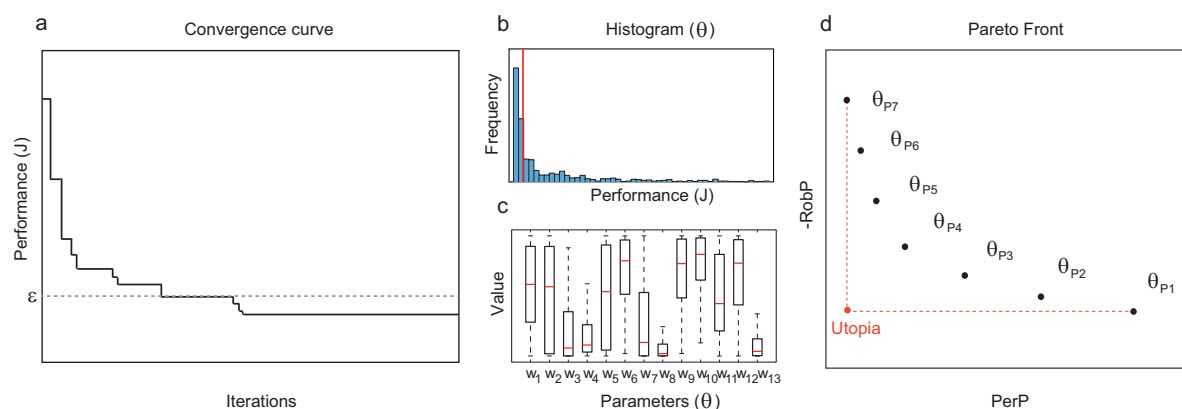 a
Convergence curve
Performance (J)
ε
Iterations
b
Histogram (θ)
Frequency
Performance (J)
c
Value
w1 w2 w3 w4 w5 w6 w7 w8 w9 w10 w11 w12 w13
Parameters (θ)
d
Pareto Front
-RobP
θP7
θP6
θP5
θP4
θP3
θP2
θP1
Utopia
PerP